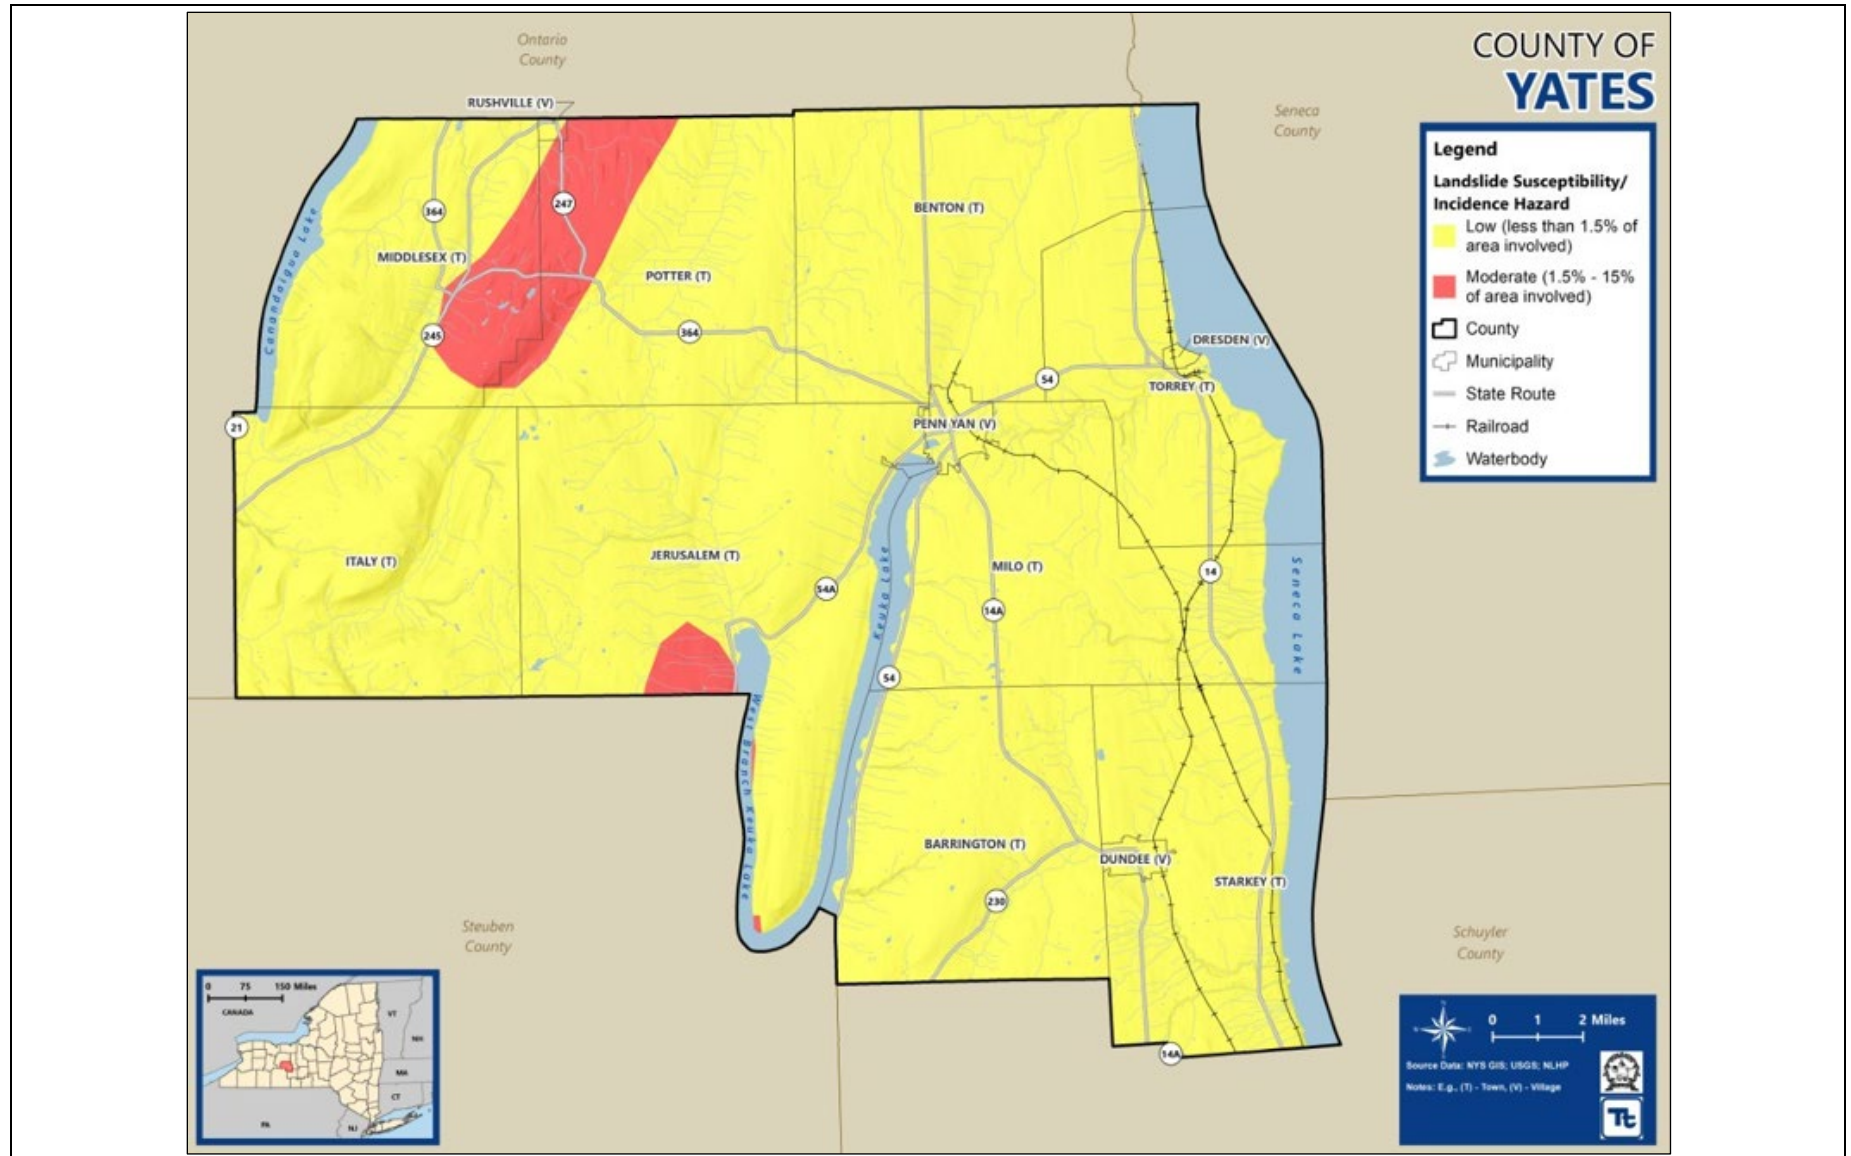 COUNTY OF
YATES
Ontario
County
Seneca
County
RUSHVILLE (V)
Legend
Landslide Susceptibility/
Incidence Hazard
Low (less than 1.5% of
area involved)
Moderate (1.5% - 15%
of area involved)
County
Municipality
State Route
Railroad
Waterbody
364
247
BENTON (T)
Canandaigua Lake
MIDDLESEX (T)
POTTER (T)
245
364
DRESDEN (V)
54
TORREY (T)
21
PENN YAN (V)
ITALY (T)
JERUSALEM (T)
54A
Keuka Lake
MILO (T)
14
14A
Seneca Lake
54
West Branch Keuka Lake
BARRINGTON (T)
DUNDEE (V)
STARKEY (T)
230
Steuben
County
Schuyler
County
14A
0 75 150 Miles
CANADA
VT
NH
MA
CT
PA
NJ
0 1 2 Miles
Source Data: NYS GIS; USGS; NLHP
Notes: E.g., (T) - Town, (V) - Village
Tt